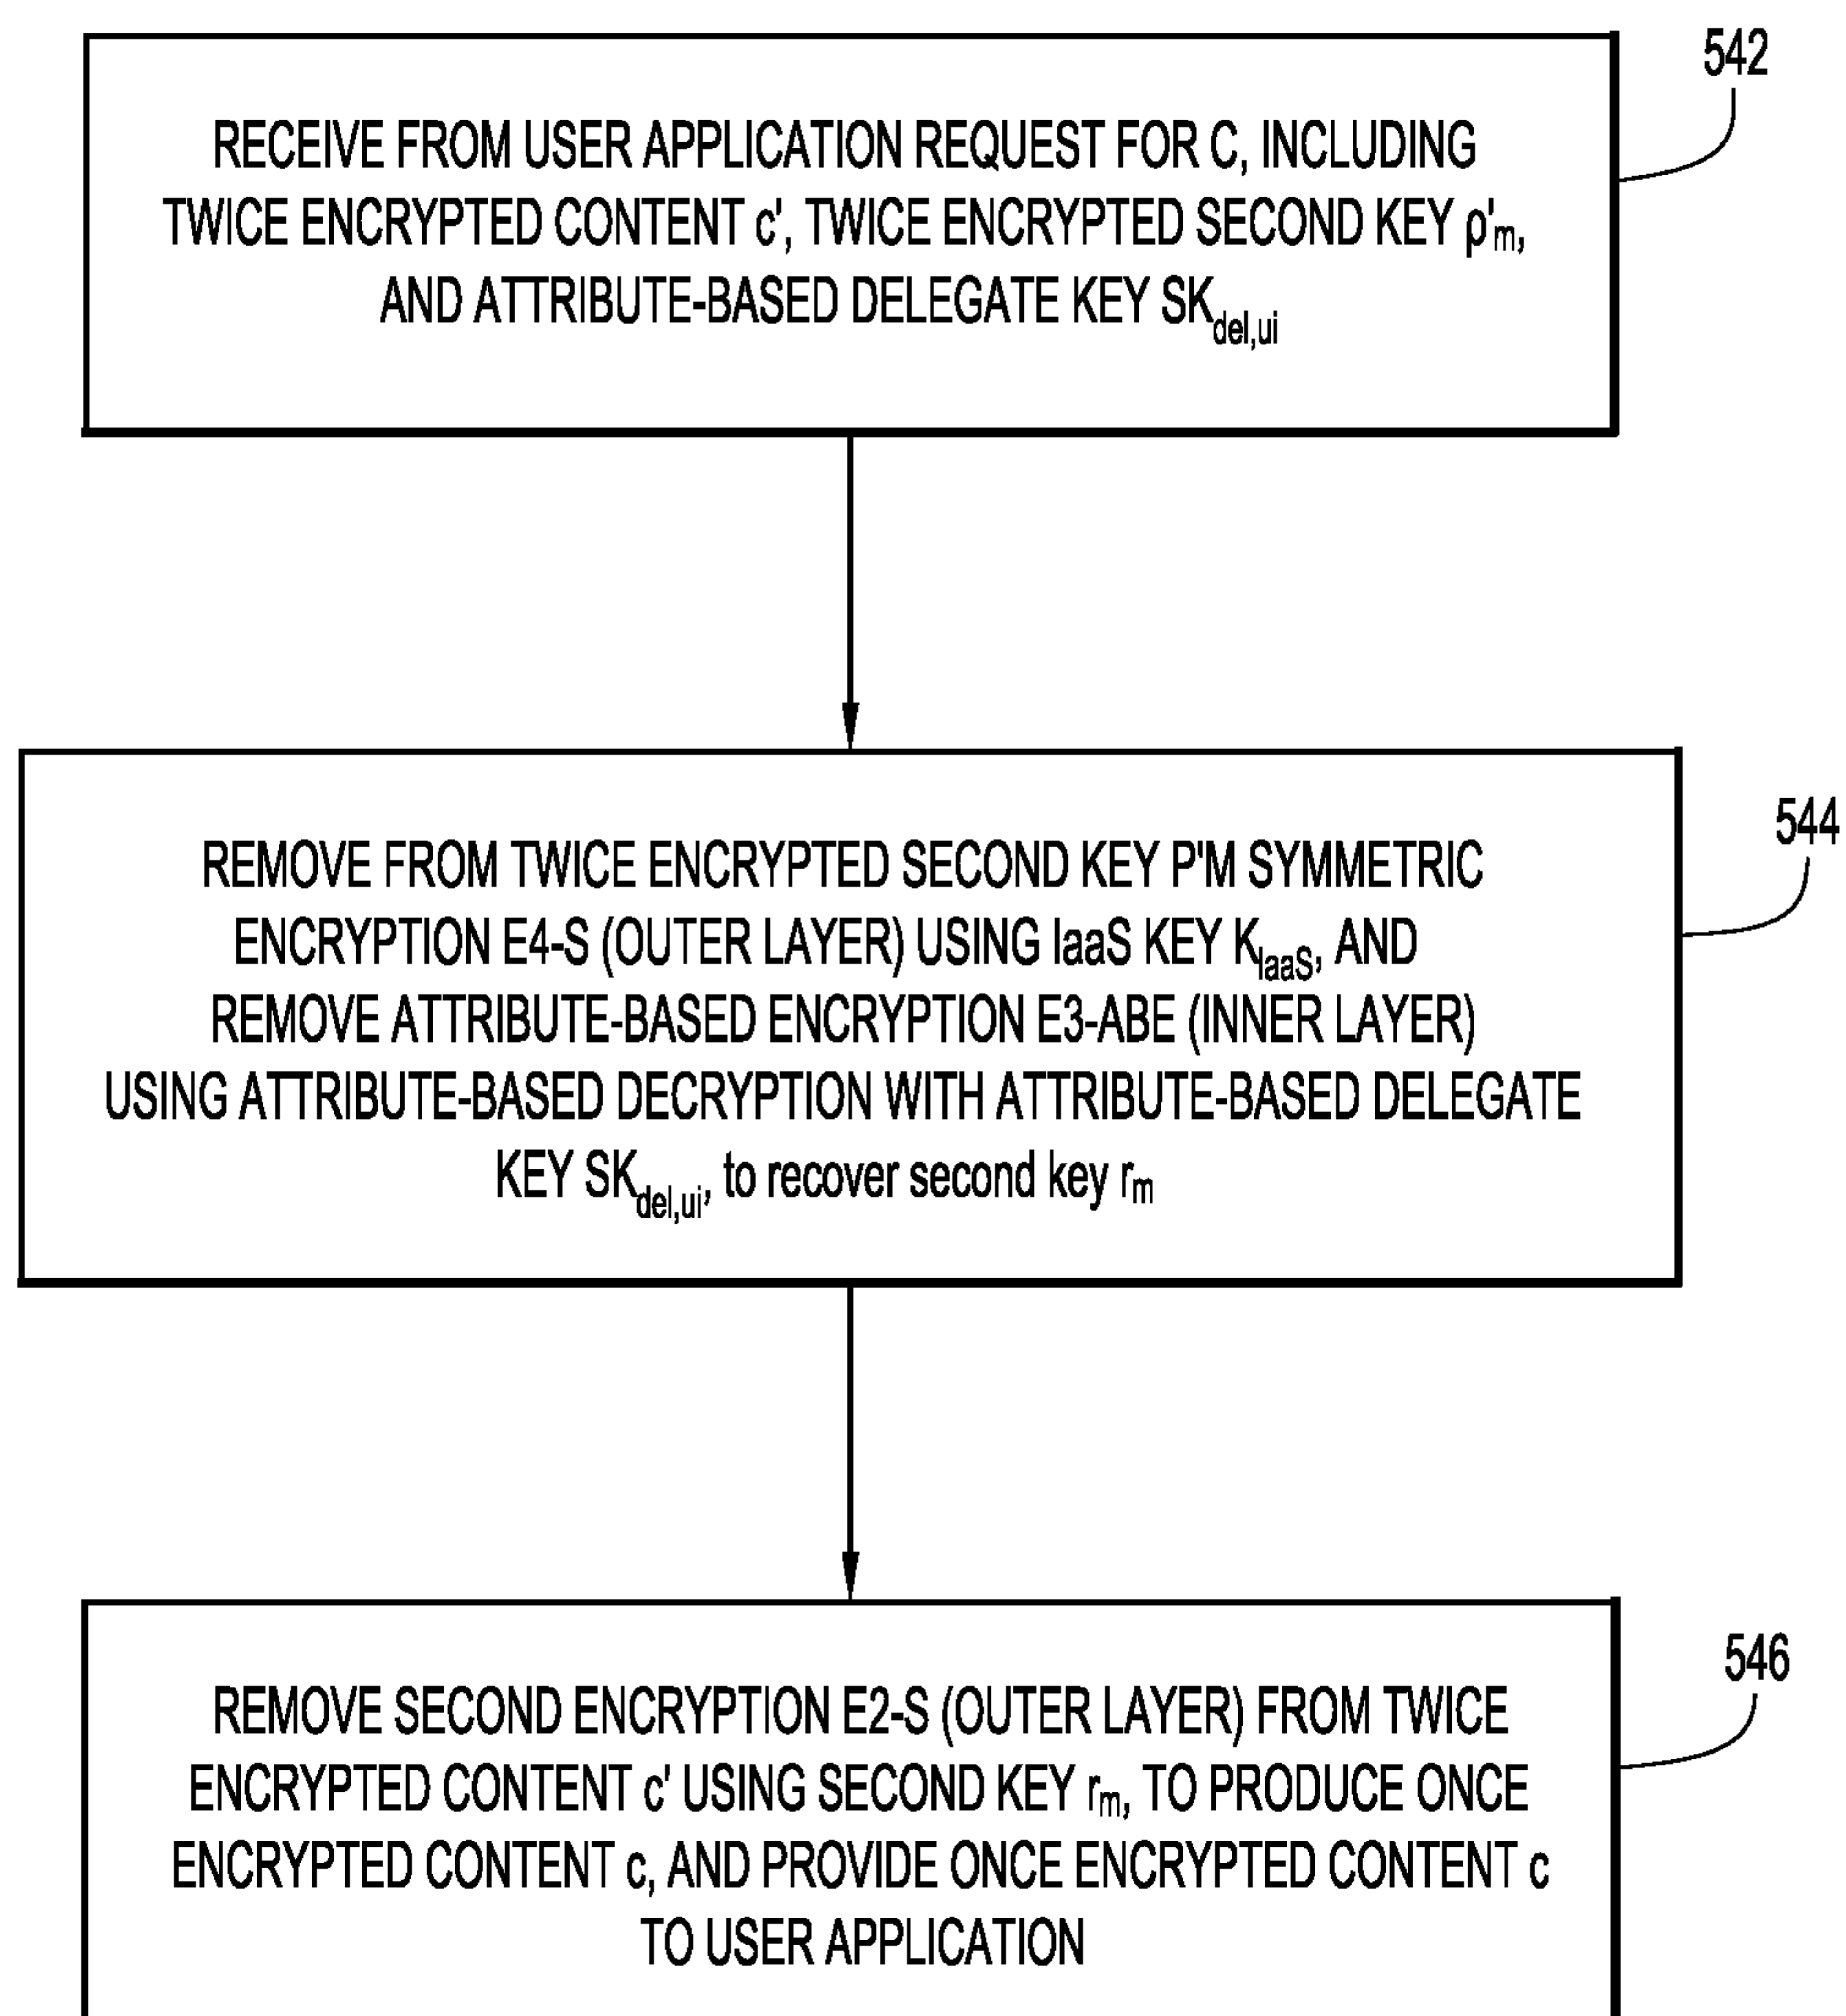 542
RECEIVE FROM USER APPLICATION REQUEST FOR C, INCLUDING
TWICE ENCRYPTED CONTENT c', TWICE ENCRYPTED SECOND KEY ρ'm,
AND ATTRIBUTE-BASED DELEGATE KEY SKdel,ui
544
REMOVE FROM TWICE ENCRYPTED SECOND KEY P'M SYMMETRIC
ENCRYPTION E4-S (OUTER LAYER) USING IaaS KEY KIaaS, AND
REMOVE ATTRIBUTE-BASED ENCRYPTION E3-ABE (INNER LAYER)
USING ATTRIBUTE-BASED DECRYPTION WITH ATTRIBUTE-BASED DELEGATE
KEY SKdel,ui, to recover second key rm
546
REMOVE SECOND ENCRYPTION E2-S (OUTER LAYER) FROM TWICE
ENCRYPTED CONTENT c' USING SECOND KEY rm, TO PRODUCE ONCE
ENCRYPTED CONTENT c, AND PROVIDE ONCE ENCRYPTED CONTENT c
TO USER APPLICATION